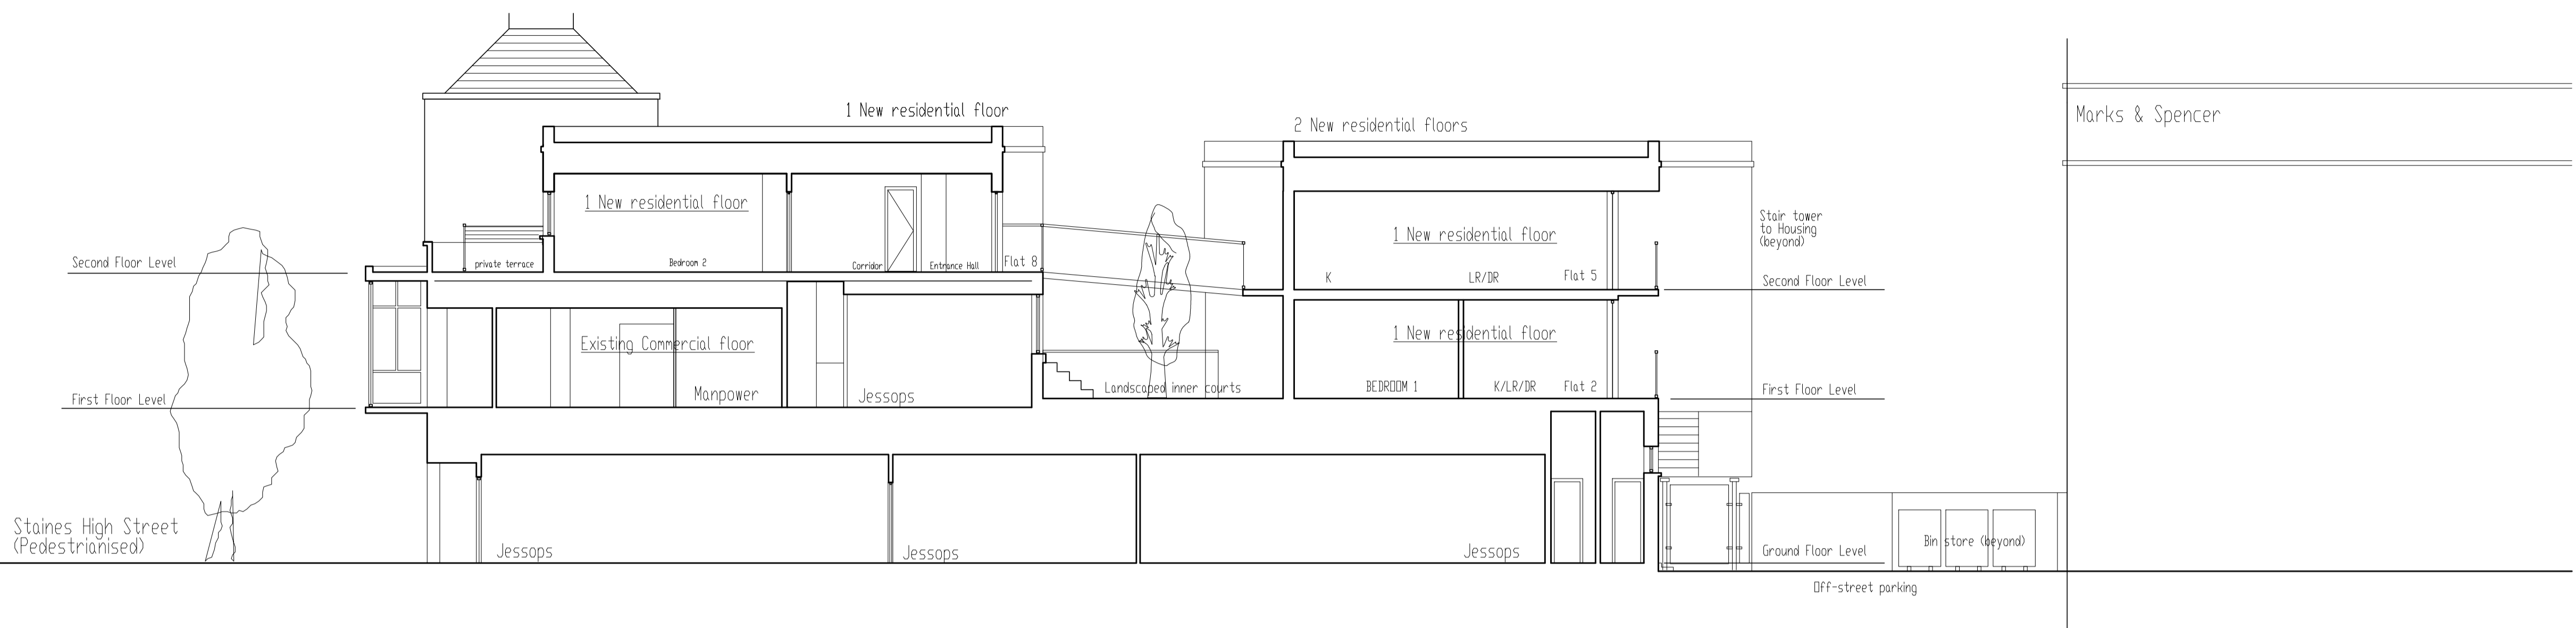 1 New residential floor
2 New residential floors
Marks & Spencer
1 New residential floor
Stair tower
to Housing
(beyond)
1 New residential floor
Second Floor Level
private terrace
Bedroom 2
Corridor
Entrance Hall
Flat 8
K
LR/DR
Flat 5
Second Floor Level
Existing Commercial floor
1 New residential floor
First Floor Level
Manpower
Jessops
Landscaped inner courts
BEDROOM 1
K/LR/DR
Flat 2
First Floor Level
Staines High Street
(Pedestrianised)
Jessops
Jessops
Jessops
Ground Floor Level
Bin store (beyond)
Off-street parking